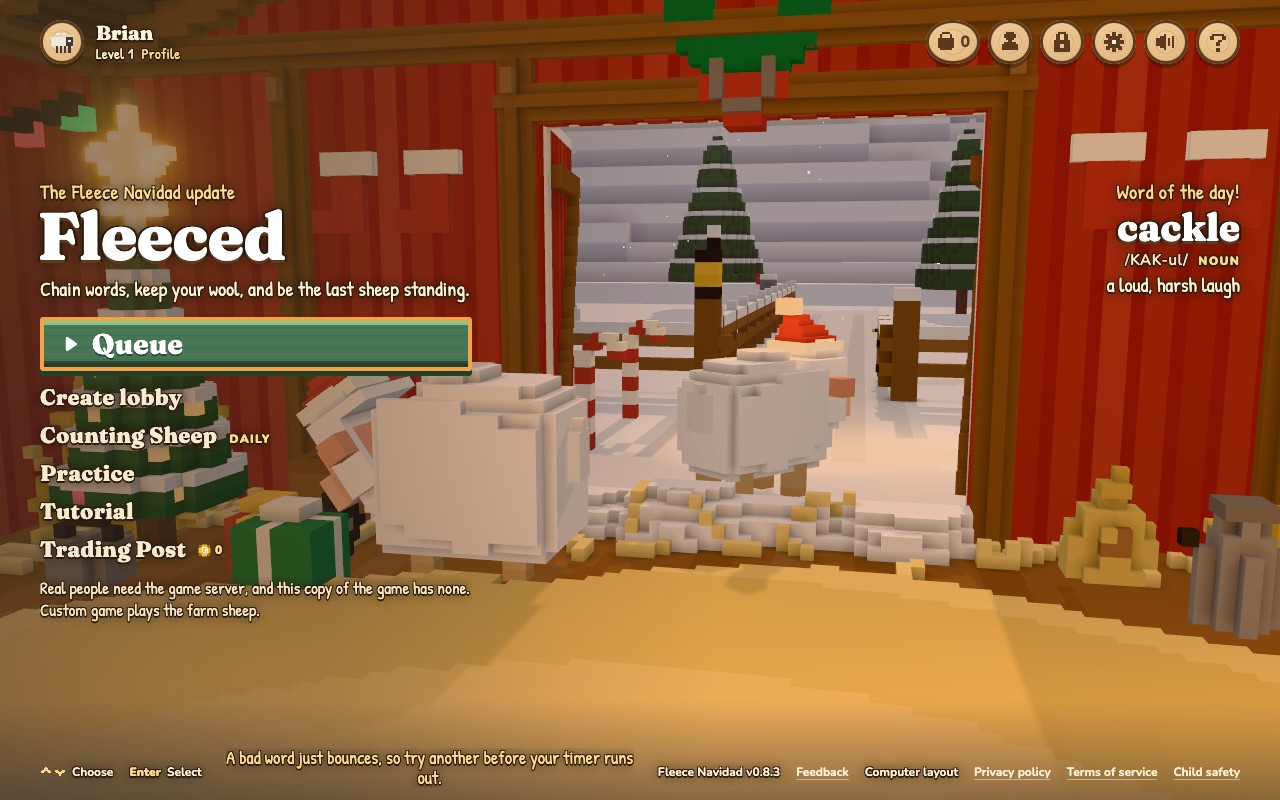 Brian
Level 1 Profile
0
The Fleece Navidad update
Fleeced
Chain words, keep your wool, and be the last sheep standing.
Queue
Create lobby
Counting Sheep DAILY
Practice
Tutorial
Trading Post 0
Real people need the game server, and this copy of the game has none.
Custom game plays the farm sheep.
Word of the day!
cackle
/KAK-ul/ NOUN
a loud, harsh laugh
Choose Enter Select
A bad word just bounces, so try another before your timer runs
out.
Fleece Navidad v0.8.3 Feedback Computer layout Privacy policy Terms of service Child safety